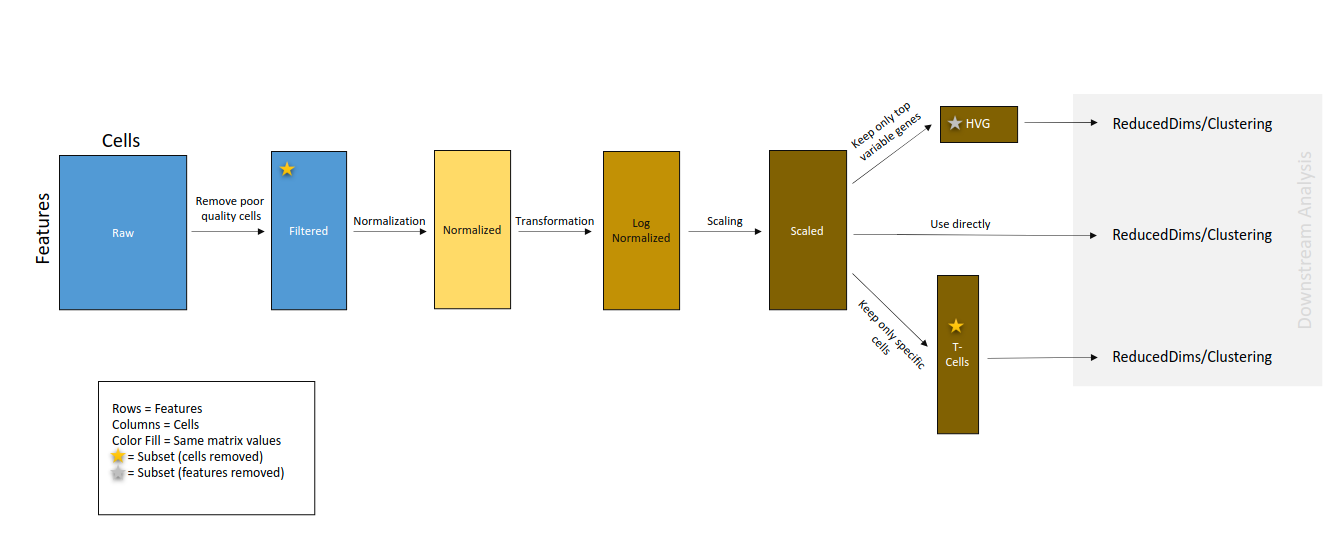 Cells
Features
Raw
Remove poor
quality cells
Filtered
Normalization
Normalized
Transformation
Log
Normalized
Scaling
Scaled
Keep only top
variable genes
HVG
ReducedDims/Clustering
Use directly
ReducedDims/Clustering
Keep only specific
cells
T-
Cells
ReducedDims/Clustering
Downstream Analysis
Rows = Features
Columns = Cells
Color Fill = Same matrix values
= Subset (cells removed)
= Subset (features removed)